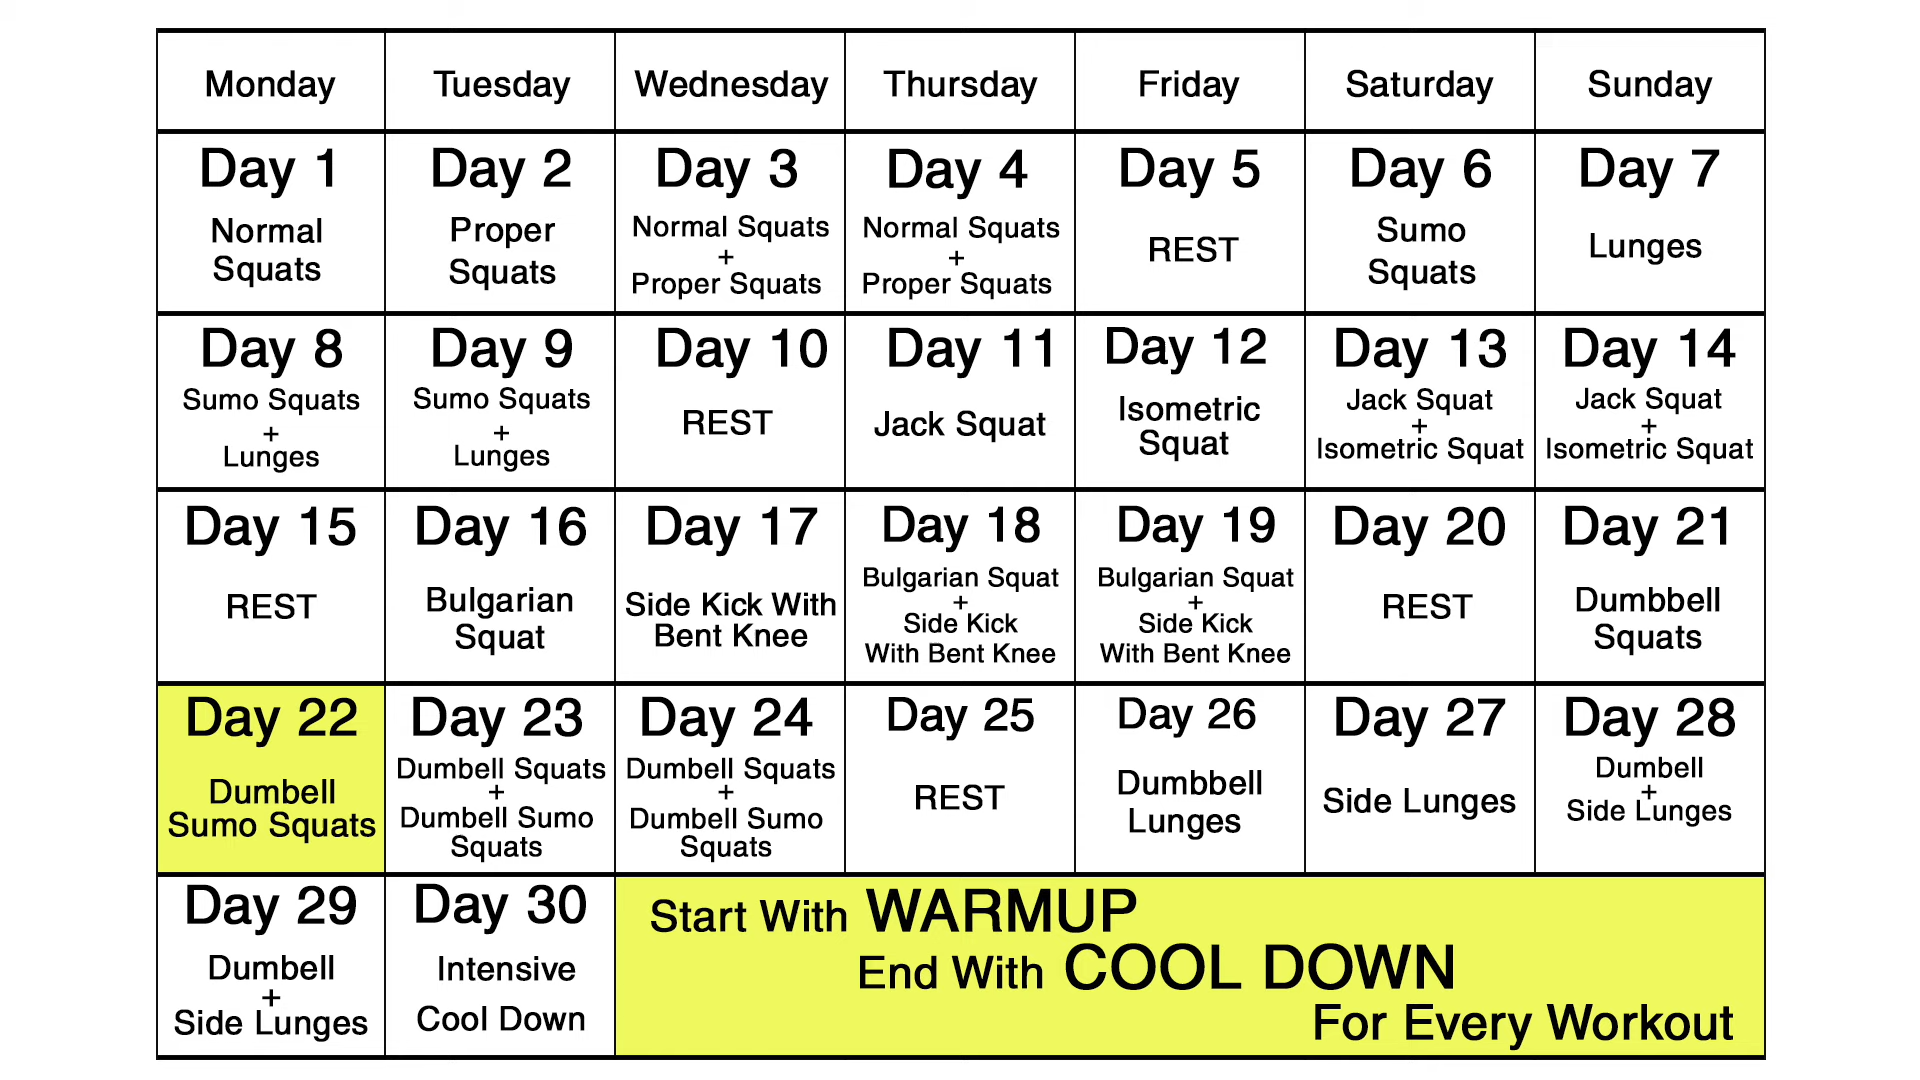 Monday
Tuesday
Wednesday
Thursday
Friday
Saturday
Sunday
Day 1
Normal
Squats
Day 2
Proper
Squats
Day 3
Normal Squats
+
Proper Squats
Day 4
Normal Squats
+
Proper Squats
Day 5
REST
Day 6
Sumo
Squats
Day 7
Lunges
Day 8
Sumo Squats
+
Lunges
Day 9
Sumo Squats
+
Lunges
Day 10
REST
Day 11
Jack Squat
Day 12
Isometric
Squat
Day 13
Jack Squat
+
Isometric Squat
Day 14
Jack Squat
+
Isometric Squat
Day 15
REST
Day 16
Bulgarian
Squat
Day 17
Side Kick With
Bent Knee
Day 18
Bulgarian Squat
+
Side Kick
With Bent Knee
Day 19
Bulgarian Squat
+
Side Kick
With Bent Knee
Day 20
REST
Day 21
Dumbbell
Squats
Day 22
Dumbell
Sumo Squats
Day 23
Dumbell Squats
+
Dumbell Sumo
Squats
Day 24
Dumbell Squats
+
Dumbell Sumo
Squats
Day 25
REST
Day 26
Dumbbell
Lunges
Day 27
Side Lunges
Day 28
Dumbell
+
Side Lunges
Day 29
Dumbell
+
Side Lunges
Day 30
Intensive
Cool Down
Start With WARMUP
End With COOL DOWN
For Every Workout